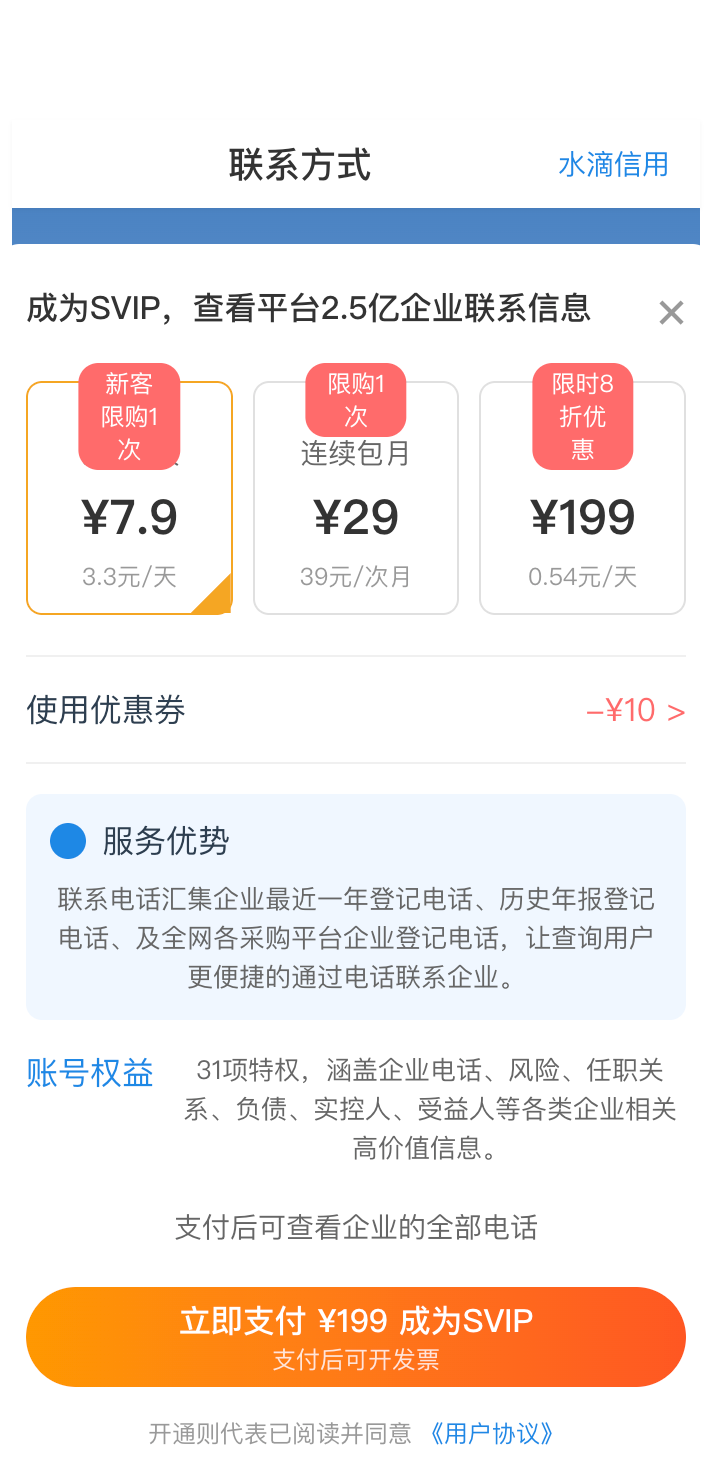 联系方式
水滴信用
成为SVIP，查看平台2.5亿企业联系信息
×
新客
限购1
次
¥7.9
3.3元/天
限购1
次
连续包月
¥29
39元/次月
限时8
折优
惠
¥199
0.54元/天
使用优惠券
-¥10 >
服务优势
联系电话汇集企业最近一年登记电话、历史年报登记
电话、及全网各采购平台企业登记电话，让查询用户
更便捷的通过电话联系企业。
账号权益
31项特权，涵盖企业电话、风险、任职关
系、负债、实控人、受益人等各类企业相关
高价值信息。
支付后可查看企业的全部电话
立即支付 ¥199 成为SVIP
支付后可开发票
开通则代表已阅读并同意 《用户协议》